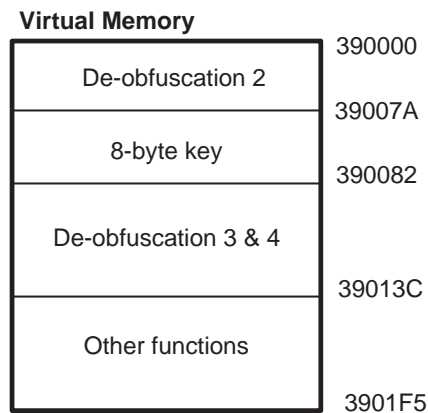 Virtual Memory
390000
De-obfuscation 2
39007A
8-byte key
390082
De-obfuscation 3 & 4
39013C
Other functions
3901F5